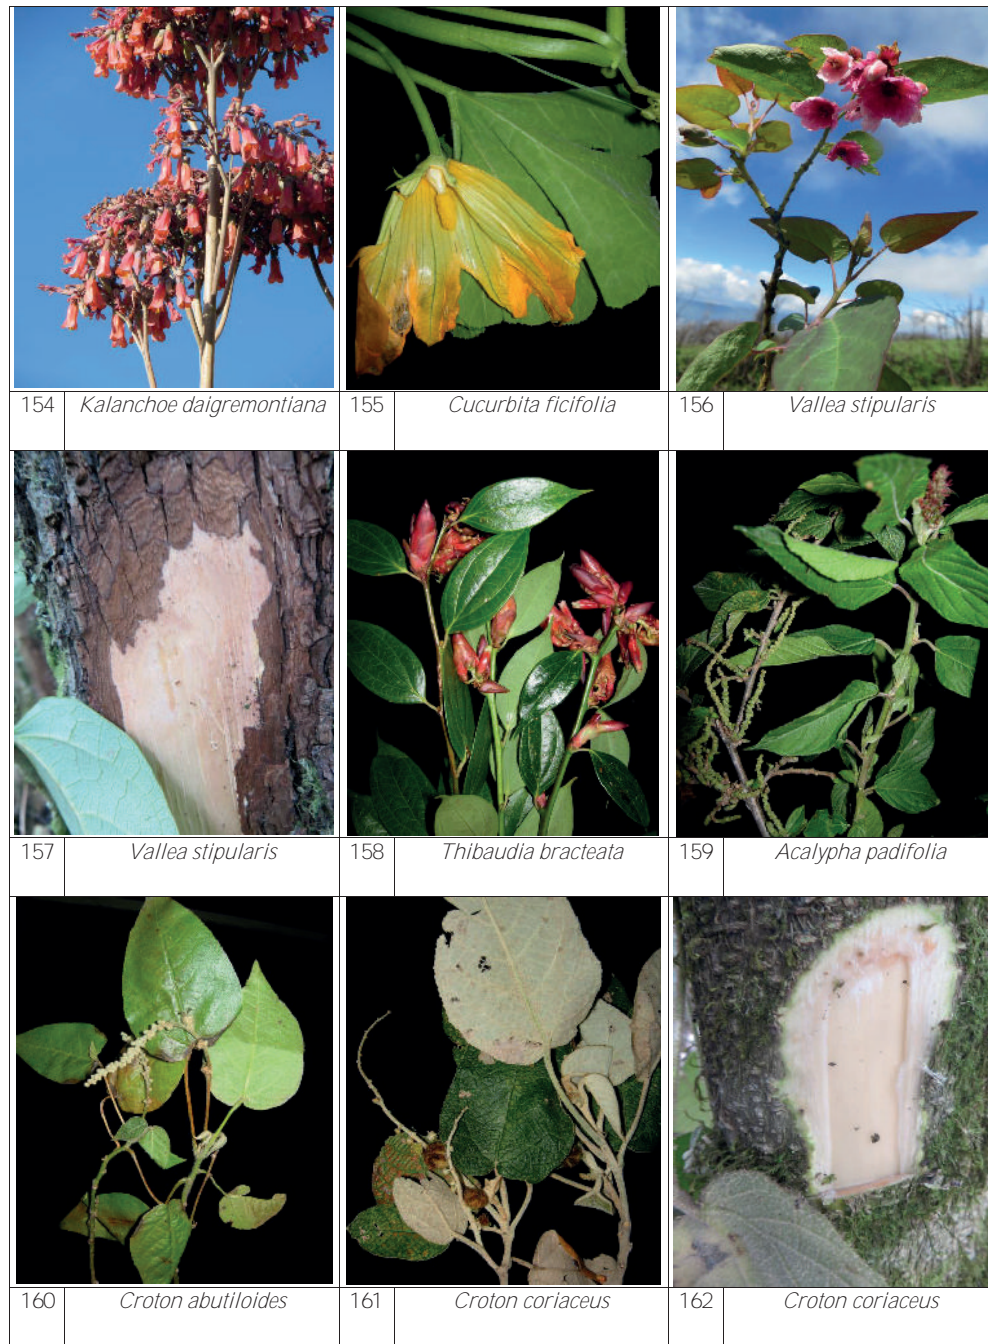 154 Kalanchoe daigremontiana 155 Cucurbita ficifolia 156 Vallea stipularis
157 Vallea stipularis 158 Thibaudia bracteata 159 Acalypha padifolia
160 Croton abutiloides 161 Croton coriaceus 162 Croton coriaceus